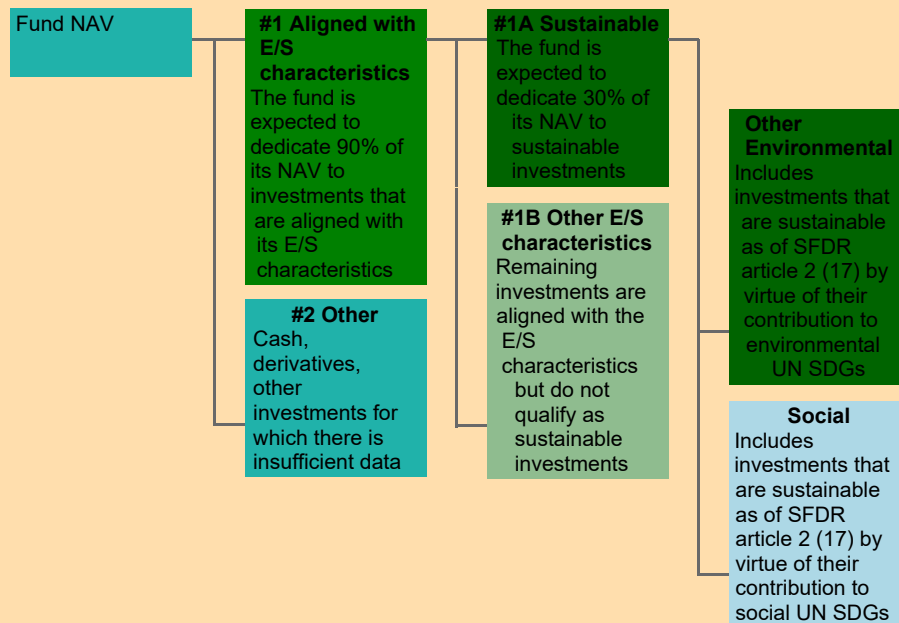 Fund NAV
#1 Aligned with
E/S
characteristics
The fund is
expected to
dedicate 90% of
its NAV to
investments that
are aligned with
its E/S
characteristics
#2 Other
Cash,
derivatives,
other
investments for
which there is
insufficient data
#1A Sustainable
The fund is
expected to
dedicate 30% of
its NAV to
sustainable
investments
#1B Other E/S
characteristics
Remaining
investments are
aligned with the
E/S
characteristics
but do not
qualify as
sustainable
investments
Other
Environmental
Includes
investments that
are sustainable
as of SFDR
article 2 (17) by
virtue of their
contribution to
environmental
UN SDGs
Social
Includes
investments that
are sustainable
as of SFDR
article 2 (17) by
virtue of their
contribution to
social UN SDGs